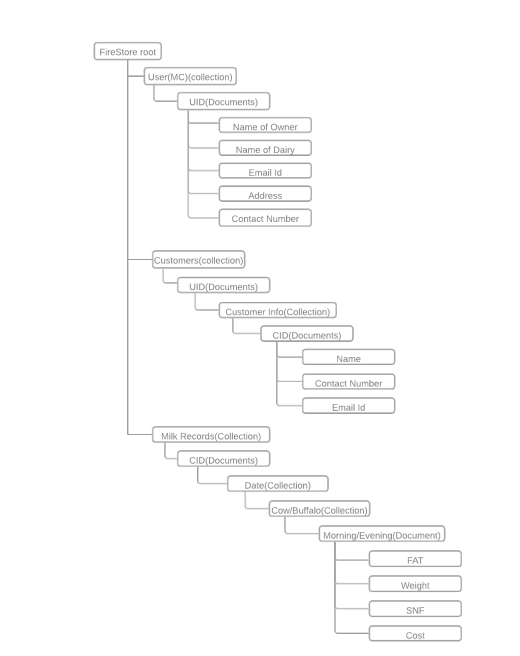 FireStore root
User(MC)(collection)
UID(Documents)
Name of Owner
Name of Dairy
Email Id
Address
Contact Number
Customers(collection)
UID(Documents)
Customer Info(Collection)
CID(Documents)
Name
Contact Number
Email Id
Milk Records(Collection)
CID(Documents)
Date(Collection)
Cow/Buffalo(Collection)
Morning/Evening(Document)
FAT
Weight
SNF
Cost